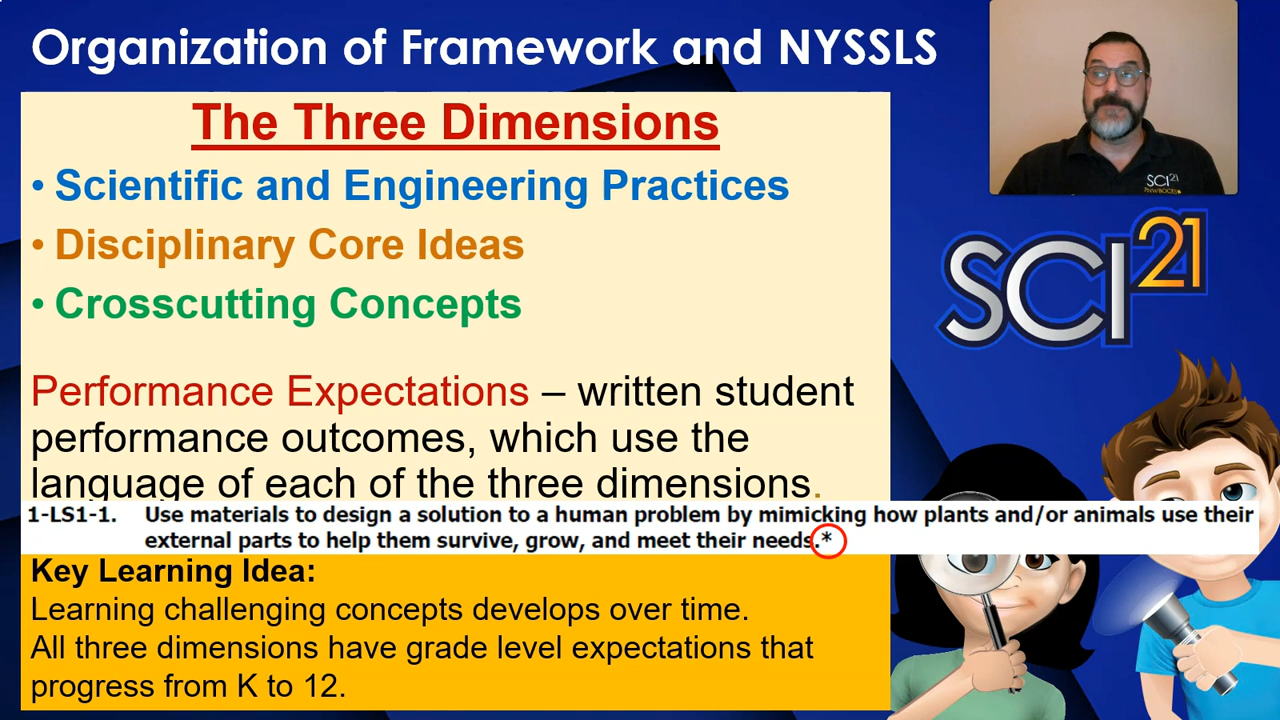 Organization of Framework and NYSSLS
The Three Dimensions
• Scientific and Engineering Practices
• Disciplinary Core Ideas
• Crosscutting Concepts
Performance Expectations – written student
performance outcomes, which use the
language of each of the three dimensions.
1-LS1-1. Use materials to design a solution to a human problem by mimicking how plants and/or animals use their
external parts to help them survive, grow, and meet their needs.*
Key Learning Idea:
Learning challenging concepts develops over time.
All three dimensions have grade level expectations that
progress from K to 12.
SCI21
SCI21